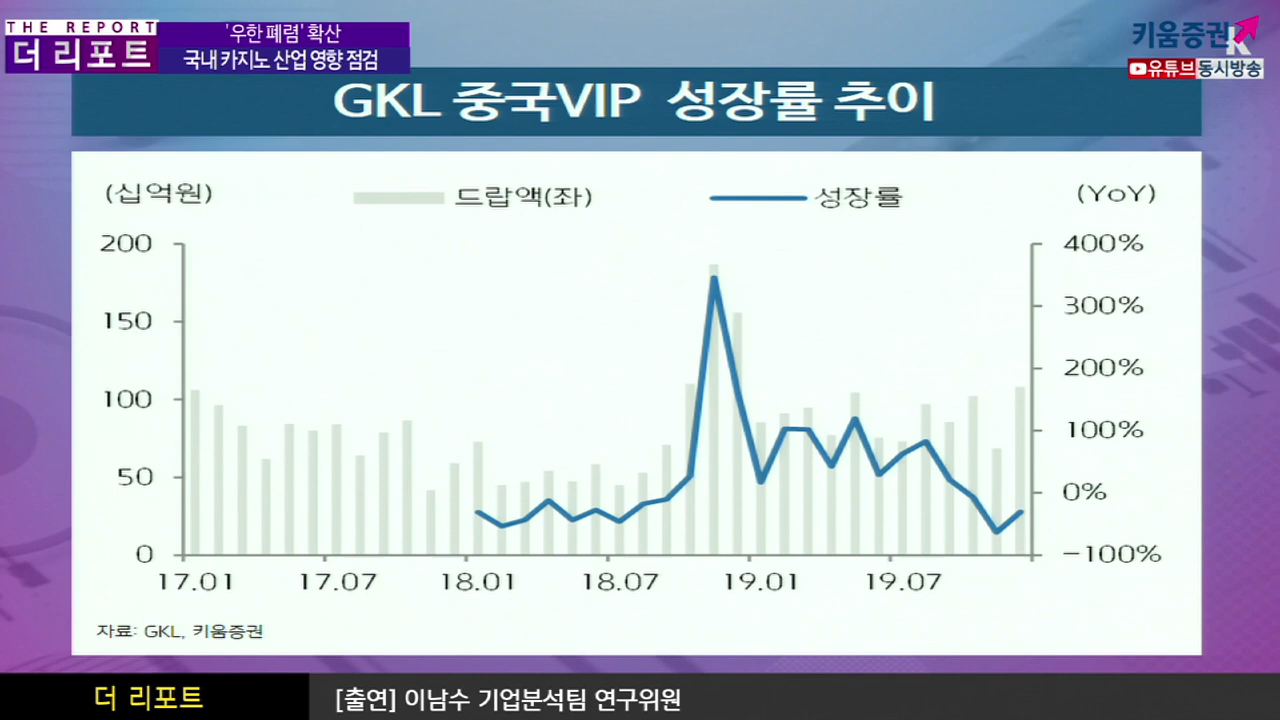 THE REPORT
더 리포트
'우한 폐렴' 확산
국내 카지노 산업 영향 점검
키움증권
유튜브 동시방송
GKL 중국VIP 성장률 추이
(십억원)
드랍액(좌)
성장률
(YoY)
200
150
100
50
0
400%
300%
200%
100%
0%
-100%
17.01 17.07 18.01 18.07 19.01 19.07
자료: GKL, 키움증권
더 리포트
[출연] 이남수 기업분석팀 연구위원